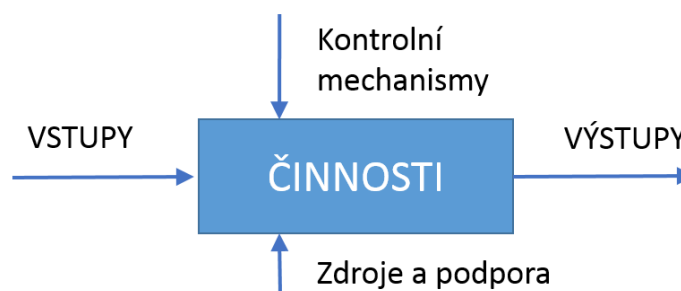 Kontrolní
mechanismy
VSTUPY
ČINNOSTI
VÝSTUPY
Zdroje a podpora